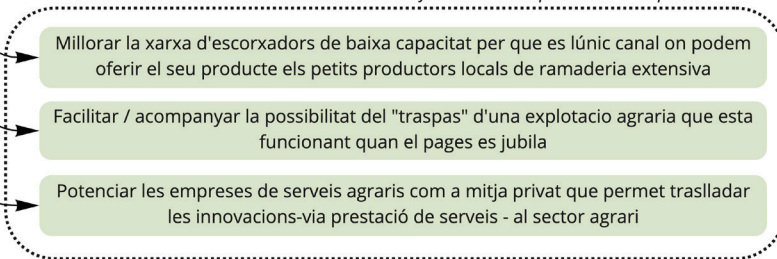 Millorar la xarxa d'escorxadors de baixa capacitat per que es lúnic canal on podem
oferir el seu producte els petits productors locals de ramaderia extensiva
Facilitar / acompanyar la possibilitat del "traspas" d'una explotacio agraria que esta
funcionant quan el pages es jubila
Potenciar les empreses de serveis agraris com a mitja privat que permet traslladar
les innovacions-via prestació de serveis - al sector agrari